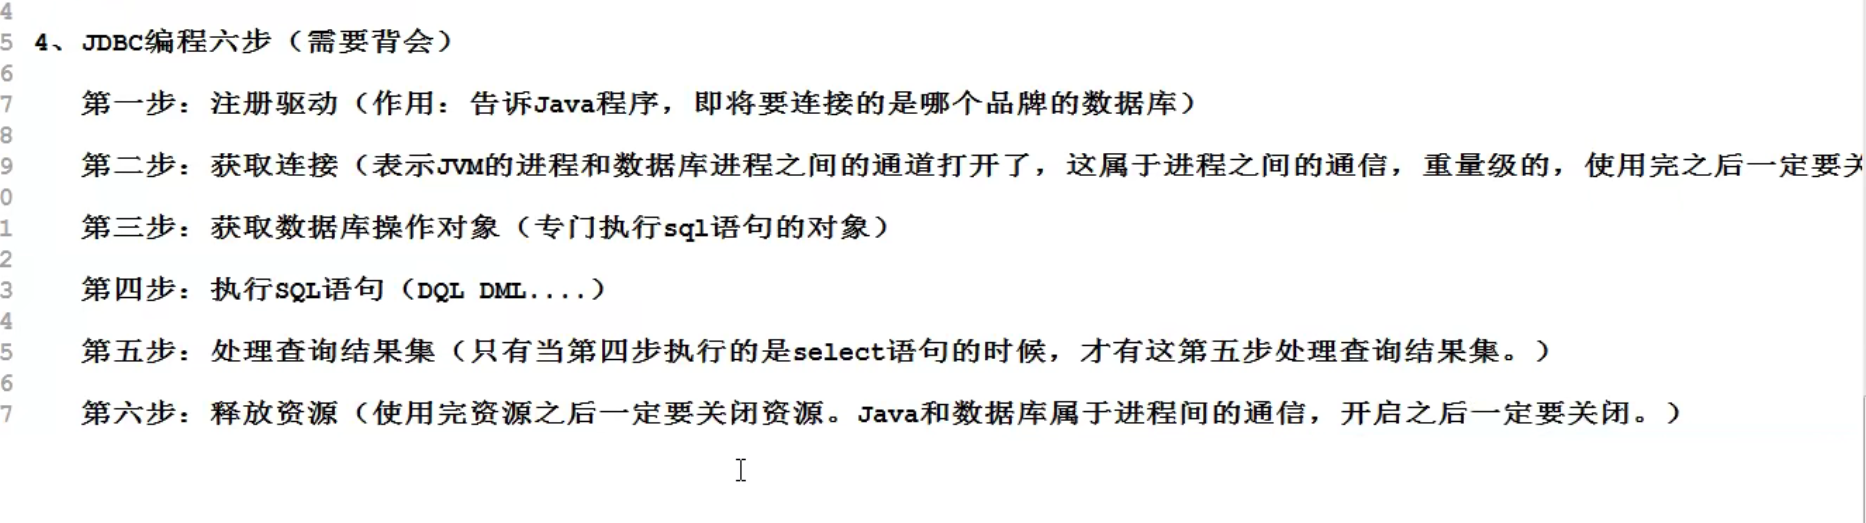 4
5 4、JDBC编程六步（需要背会）
6
7 第一步：注册驱动（作用：告诉Java程序，即将要连接的是哪个品牌的数据库）
8
9 第二步：获取连接（表示JVM的进程和数据库进程之间的通道打开了，这属于进程之间的通信，重量级的，使用完之后一定要关
0
1 第三步：获取数据库操作对象（专门执行sql语句的对象）
2
3 第四步：执行SQL语句（DQL DML....）
4
5 第五步：处理查询结果集（只有当第四步执行的是select语句的时候，才有这第五步处理查询结果集。）
6
7 第六步：释放资源（使用完资源之后一定要关闭资源。Java和数据库属于进程间的通信，开启之后一定要关闭。）